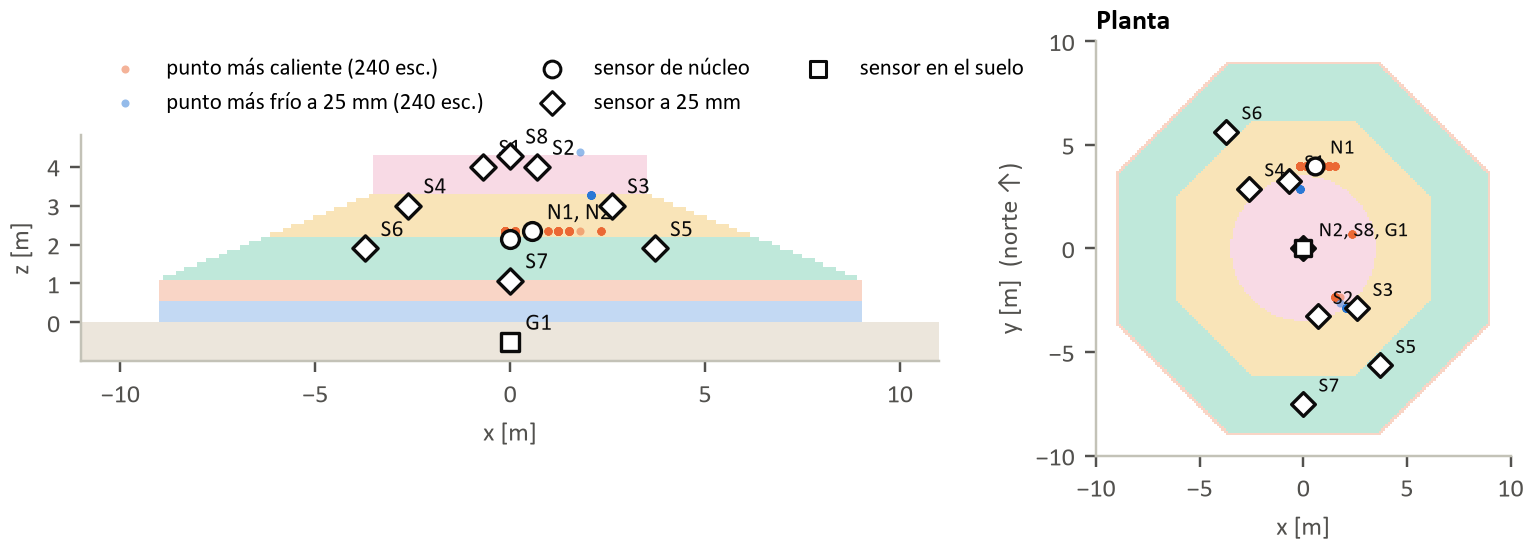 Planta
punto más caliente (240 esc.)
sensor de núcleo
sensor en el suelo
punto más frío a 25 mm (240 esc.)
sensor a 25 mm
S1
S8
S2
S4
S3
N1, N2
S6
S5
S7
G1
4
3
2
1
0
z [m]
−10
−5
0
5
10
x [m]
10
5
0
−5
−10
y [m] (norte ↑)
S6
N1
S4
S1
N2, S8, G1
S2
S3
S5
S7
−10
−5
0
5
10
x [m]